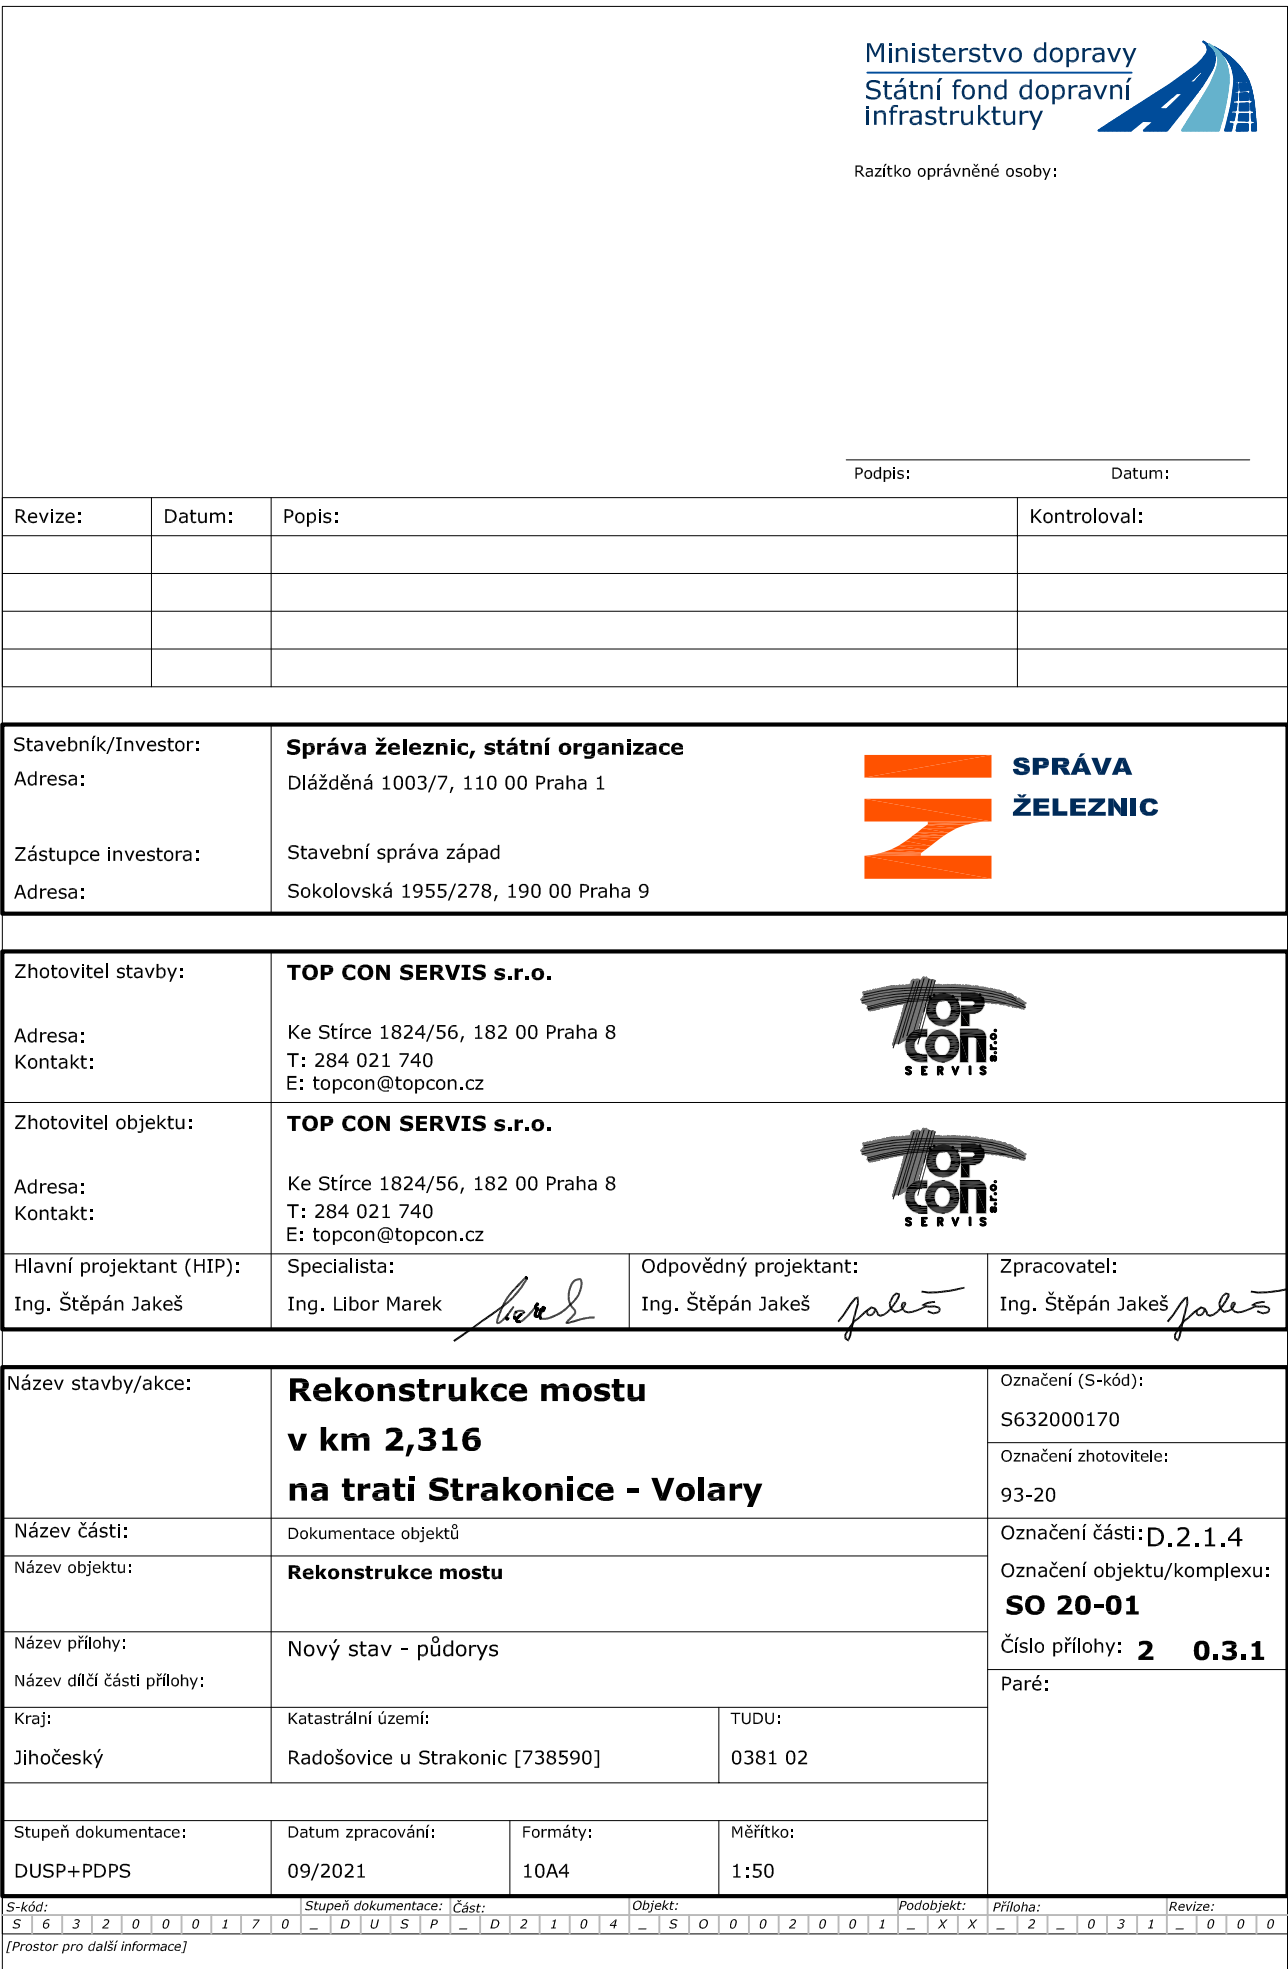 Ministerstvo dopravy
Státní fond dopravní
infrastruktury
Razítko oprávněné osoby:
Podpis: Datum:
Revize: Datum: Popis: Kontroloval:
Stavebník/Investor: Správa železnic, státní organizace
Adresa: Dlážděná 1003/7, 110 00 Praha 1
SPRÁVA
ŽELEZNIC
Zástupce investora: Stavební správa západ
Adresa: Sokolovská 1955/278, 190 00 Praha 9
Zhotovitel stavby: TOP CON SERVIS s.r.o.
Adresa: Ke Stírce 1824/56, 182 00 Praha 8
Kontakt: T: 284 021 740
E: topcon@topcon.cz
TOP
CON s.r.o.
SERVIS
Zhotovitel objektu: TOP CON SERVIS s.r.o.
Adresa: Ke Stírce 1824/56, 182 00 Praha 8
Kontakt: T: 284 021 740
E: topcon@topcon.cz
TOP
CON s.r.o.
SERVIS
Hlavní projektant (HIP): Specialista: Odpovědný projektant: Zpracovatel:
Ing. Štěpán Jakeš Ing. Libor Marek Marek Ing. Štěpán Jakeš Jakeš Ing. Štěpán Jakeš Jakeš
Název stavby/akce: Rekonstrukce mostu
v km 2,316
na trati Strakonice - Volary
Označení (S-kód):
S632000170
Označení zhotovitele:
93-20
Název části: Dokumentace objektů
Označení části: D.2.1.4
Název objektu: Rekonstrukce mostu
Označení objektu/komplexu:
SO 20-01
Název přílohy: Nový stav - půdorys
Číslo přílohy: 2 0.3.1
Název dílčí části přílohy:
Paré:
Kraj: Katastrální území: TUDU:
Jihočeský Radošovice u Strakonic [738590] 0381 02
Stupeň dokumentace: Datum zpracování: Formáty: Měřítko:
DUSP+PDPS 09/2021 10A4 1:50
S-kód: Stupeň dokumentace: Část: Objekt: Podobjekt: Příloha: Revize:
S 6 3 2 0 0 0 1 7 0 _ D U S P _ D 2 1 0 4 _ S O 0 0 2 0 0 1 _ X X _ 2 _ 0 3 1 _ 0 0 0
[Prostor pro další informace]